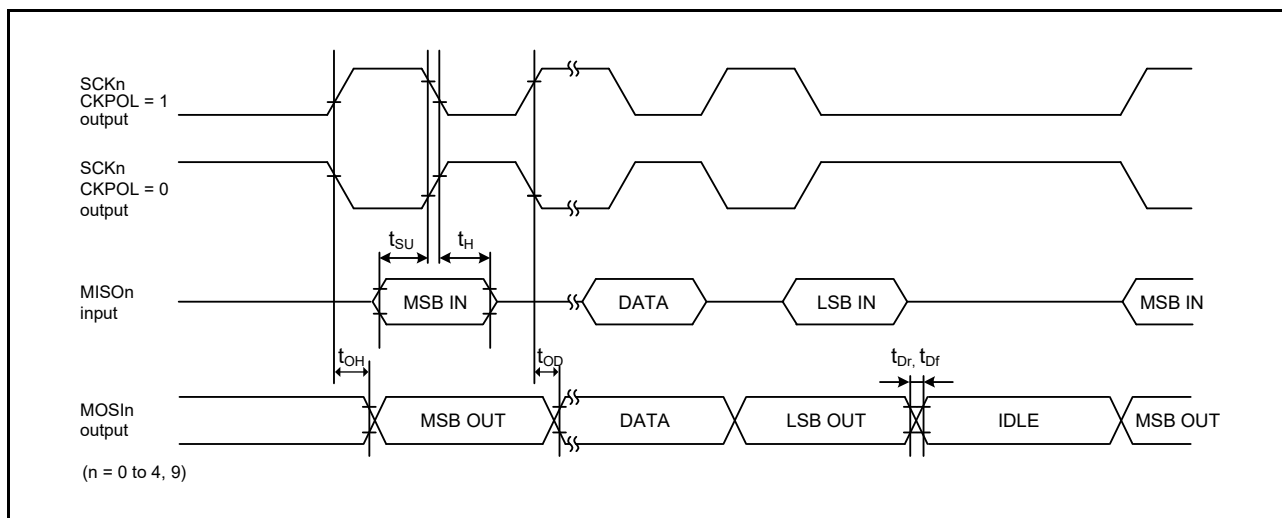 SCKn
CKPOL = 1
output
SCKn
CKPOL = 0
output
tSU
tH
MISOn
input
MSB IN
DATA
LSB IN
MSB IN
tOH
tOD
tDr, tDf
MOSIn
output
MSB OUT
DATA
LSB OUT
IDLE
MSB OUT
(n = 0 to 4, 9)